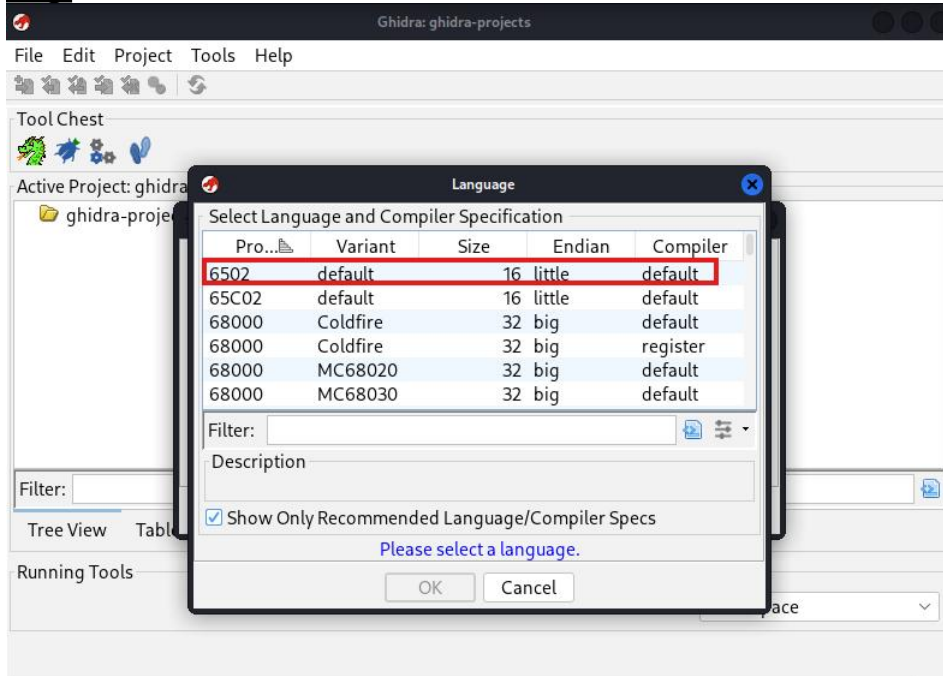 Ghidra: ghidra-projects
File Edit Project Tools Help
Tool Chest
Active Project: ghidra
ghidra-proje
Language
Select Language and Compiler Specification
Pro... Variant Size Endian Compiler
6502 default 16 little default
65C02 default 16 little default
68000 Coldfire 32 big default
68000 Coldfire 32 big register
68000 MC68020 32 big default
68000 MC68030 32 big default
Filter:
Description
Filter:
Show Only Recommended Language/Compiler Specs
Tree View Tabl
Please select a language.
Running Tools
OK Cancel
pace